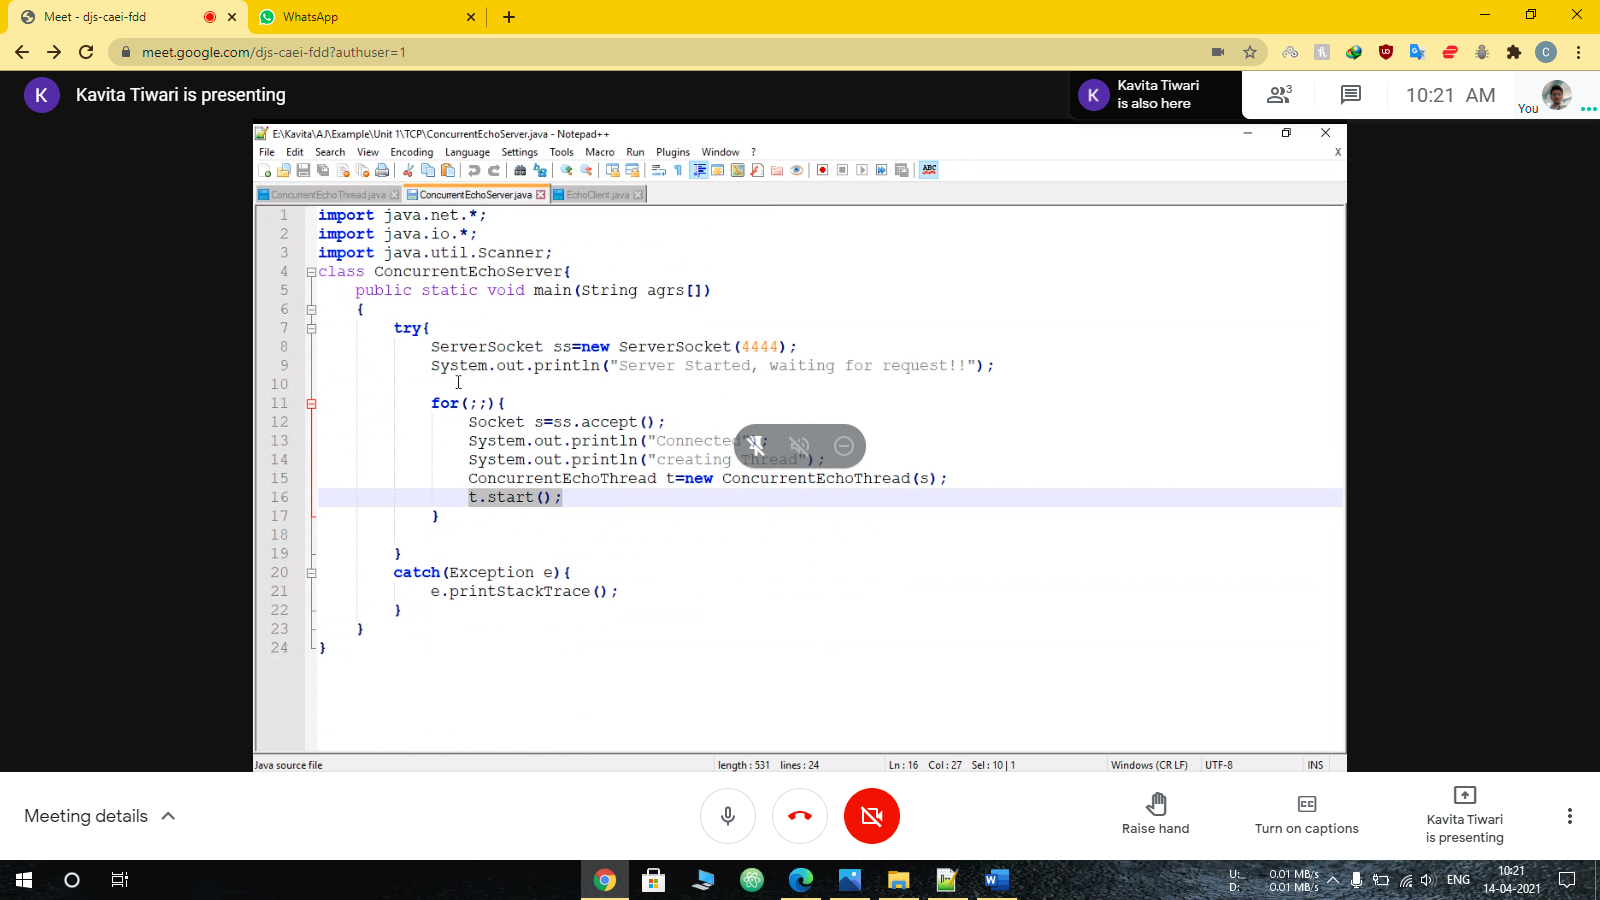 Meet - djs-caei-fdd
WhatsApp
meet.google.com/djs-caei-fdd?authuser=1
C
K
Kavita Tiwari is presenting
K
Kavita Tiwari
is also here
3
10:21 AM
You
E:\Kavita\AJ\Example\Unit 1\TCP\ConcurrentEchoServer.java - Notepad++
File Edit Search View Encoding Language Settings Tools Macro Run Plugins Window ?
X
ABC
ConcurrentEchoThread.java
ConcurrentEchoServer.java
EchoClient.java
1 import java.net.*;
2 import java.io.*;
3 import java.util.Scanner;
4 class ConcurrentEchoServer{
5 public static void main(String agrs[])
6 {
7 try{
8 ServerSocket ss=new ServerSocket(4444);
9 System.out.println("Server Started, waiting for request!!");
10
11 for(;;){
12 Socket s=ss.accept();
13 System.out.println("Connected");
14 System.out.println("creating Thread");
15 ConcurrentEchoThread t=new ConcurrentEchoThread(s);
16 t.start();
17 }
18
19 }
20 catch(Exception e){
21 e.printStackTrace();
22 }
23 }
24 }
Java source file
length : 531 lines : 24
Ln : 16 Col : 27 Sel : 10 | 1
Windows (CR LF)
UTF-8
INS
Meeting details
Raise hand
Turn on captions
Kavita Tiwari
is presenting
U: 0.01 MB/s
D: 0.01 MB/s
ENG
10:21
14-04-2021